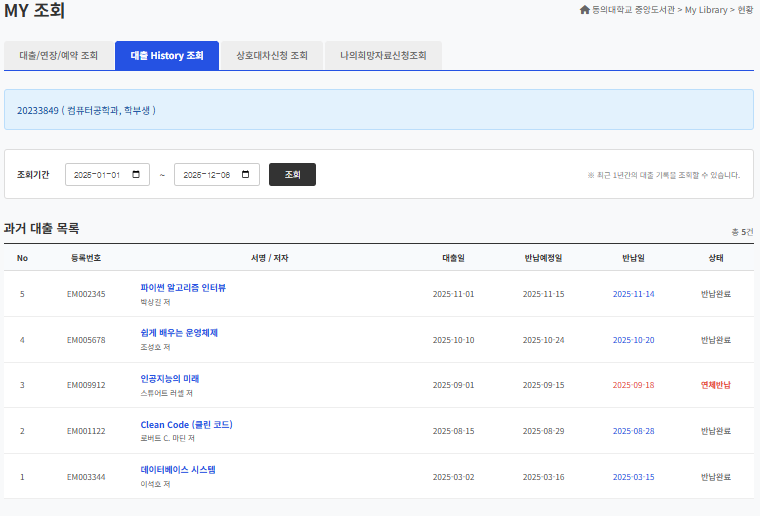 MY 조회
동의대학교 중앙도서관 > My Library > 현황
대출/연장/예약 조회
대출 History 조회
상호대차신청 조회
나의희망자료신청조회
20233849 ( 컴퓨터공학과, 학부생 )
조회기간 2025-01-01 ~ 2025-12-08 조회
※ 최근 1년간의 대출 기록을 조회할 수 있습니다.
과거 대출 목록
총 5건
No 등록번호 서명 / 저자 대출일 반납예정일 반납일 상태
5 EM002345 파이썬 알고리즘 인터뷰 2025-11-01 2025-11-15 2025-11-14 반납완료
박상길 저
4 EM005678 쉽게 배우는 운영체제 2025-10-10 2025-10-24 2025-10-20 반납완료
조성호 저
3 EM009912 인공지능의 미래 2025-09-01 2025-09-15 2025-09-18 연체반납
스튜어트 러셀 저
2 EM001122 Clean Code (클린 코드) 2025-08-15 2025-08-29 2025-08-28 반납완료
로버트 C. 마틴 저
1 EM003344 데이터베이스 시스템 2025-03-02 2025-03-16 2025-03-15 반납완료
이석호 저